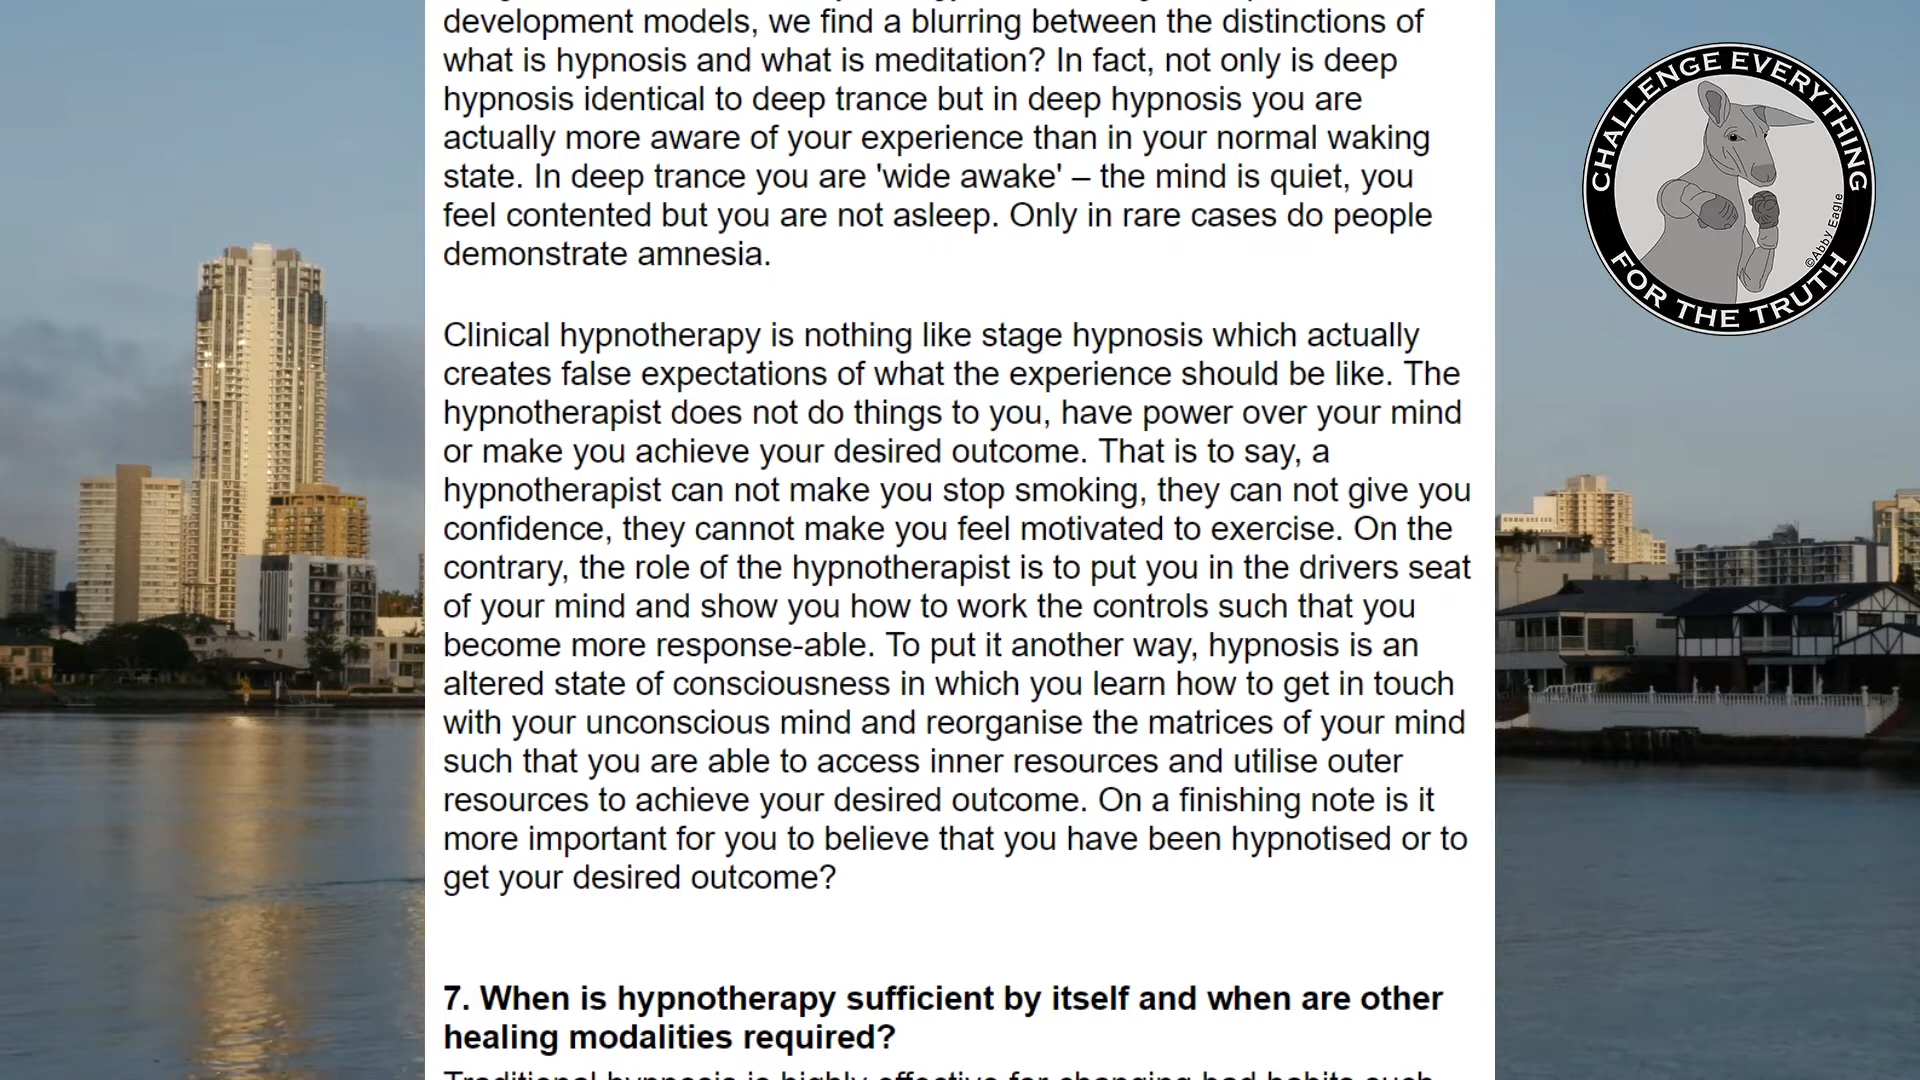 development models, we find a blurring between the distinctions of
what is hypnosis and what is meditation? In fact, not only is deep
hypnosis identical to deep trance but in deep hypnosis you are
actually more aware of your experience than in your normal waking
state. In deep trance you are 'wide awake' – the mind is quiet, you
feel contented but you are not asleep. Only in rare cases do people
demonstrate amnesia.
Clinical hypnotherapy is nothing like stage hypnosis which actually
creates false expectations of what the experience should be like. The
hypnotherapist does not do things to you, have power over your mind
or make you achieve your desired outcome. That is to say, a
hypnotherapist can not make you stop smoking, they can not give you
confidence, they cannot make you feel motivated to exercise. On the
contrary, the role of the hypnotherapist is to put you in the drivers seat
of your mind and show you how to work the controls such that you
become more response-able. To put it another way, hypnosis is an
altered state of consciousness in which you learn how to get in touch
with your unconscious mind and reorganise the matrices of your mind
such that you are able to access inner resources and utilise outer
resources to achieve your desired outcome. On a finishing note is it
more important for you to believe that you have been hypnotised or to
get your desired outcome?
7. When is hypnotherapy sufficient by itself and when are other
healing modalities required?
Traditional hypnosis is highly effective for changing bad habits such
CHALLENGE EVERYTHING
FOR THE TRUTH
©Abby Eagle